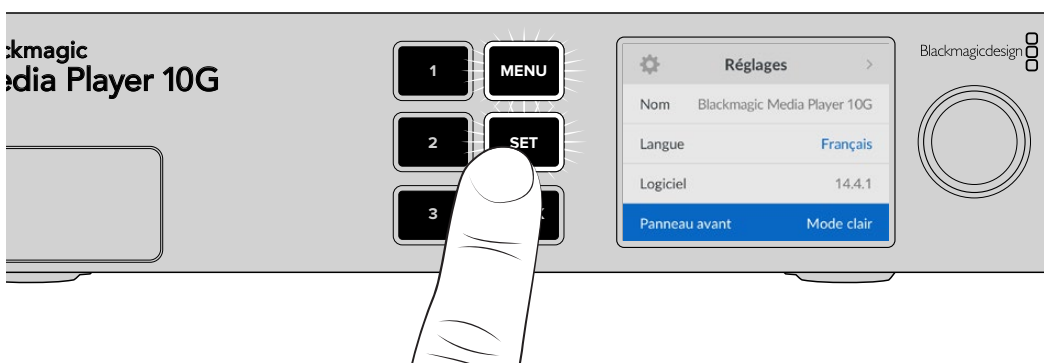 ckmagic
edia Player 10G
1
MENU
2
SET
3
Réglages
Nom Blackmagic Media Player 10G
Langue Français
Logiciel 14.4.1
Panneau avant Mode clair
Blackmagicdesign